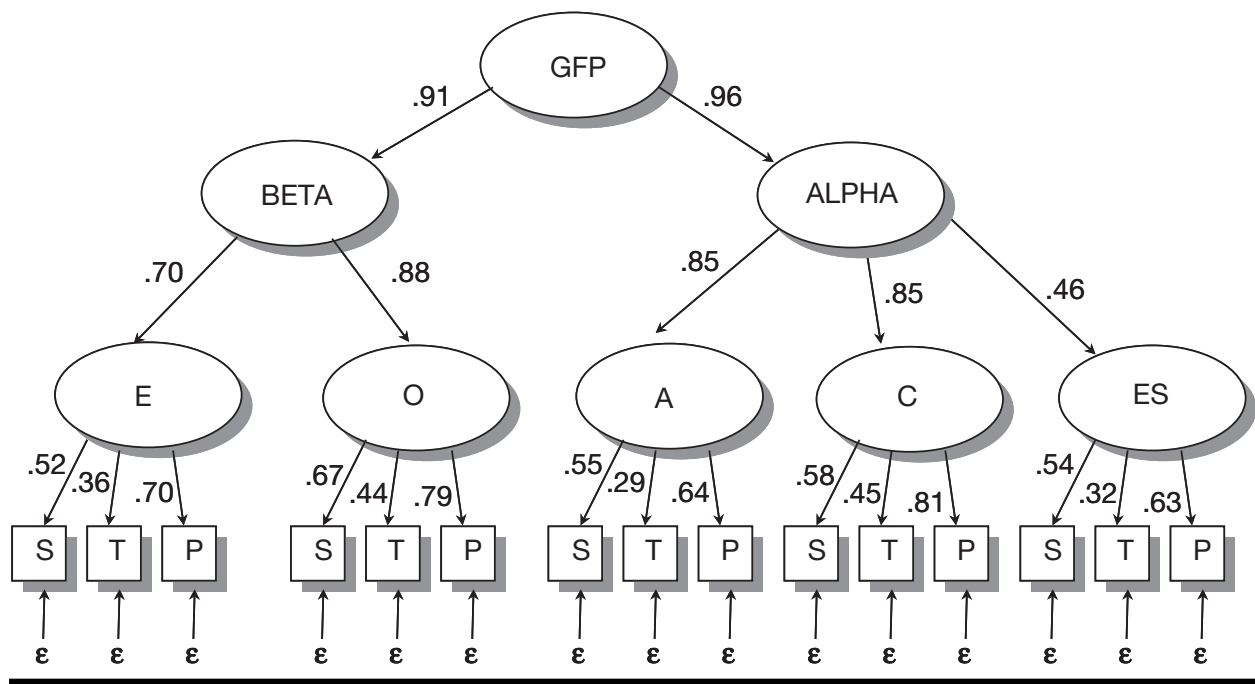 GFP
.91 .96
BETA ALPHA
.70 .88 .85 .85 .46
E O A C ES
.52 .36 .70 .67 .44 .79 .55 .29 .64 .58 .45 .81 .54 .32 .63
S T P S T P S T P S T P S T P
ε ε ε ε ε ε ε ε ε ε ε ε ε ε ε